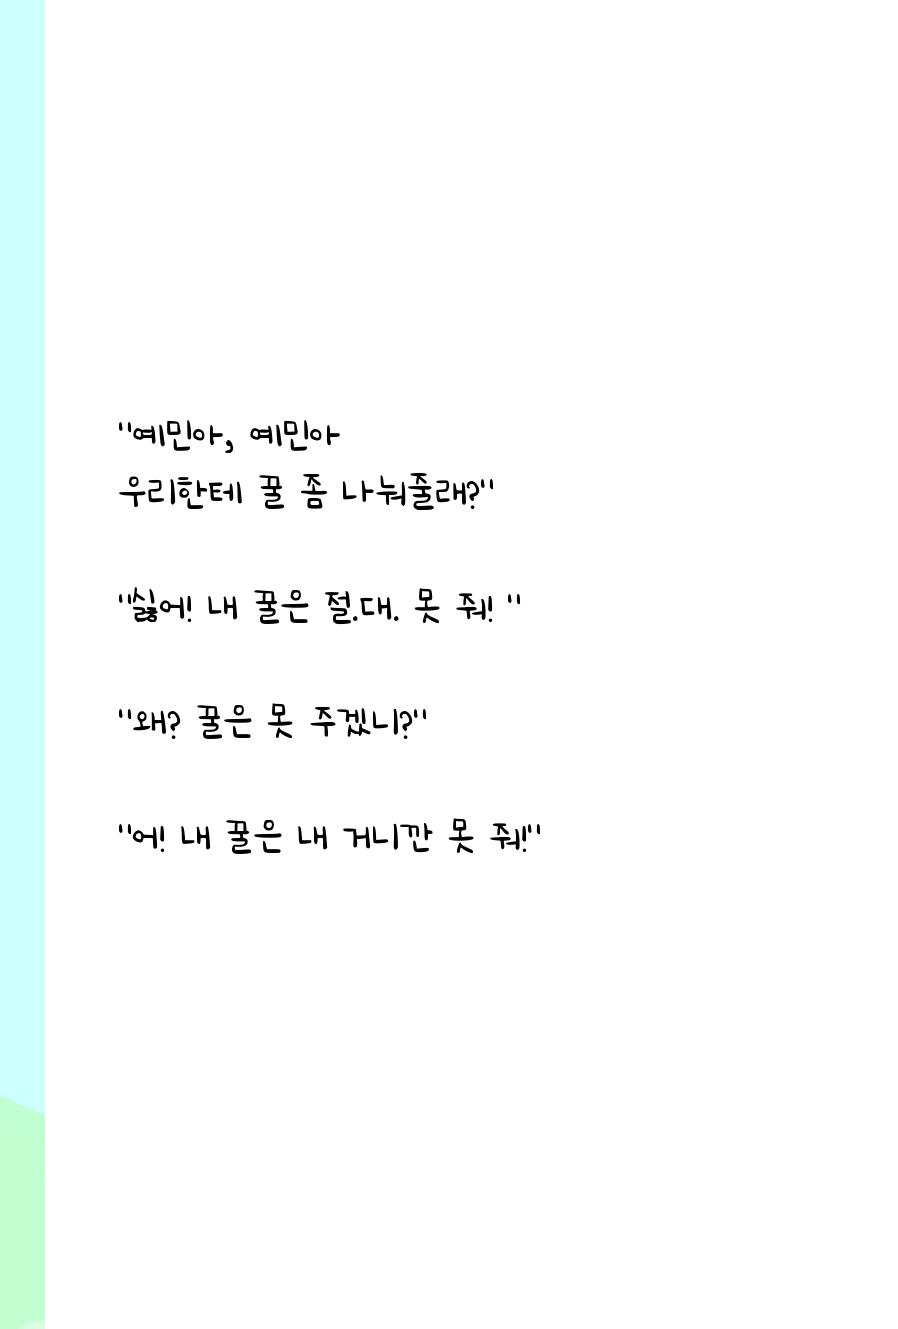 "예민아, 예민아
우리한테 꿀 좀 나눠줄래?"
"싫어! 내 꿀은 절.대. 못 줘! "
"왜? 꿀은 못 주겠니?"
"어! 내 꿀은 내 거니깐 못 줘!"